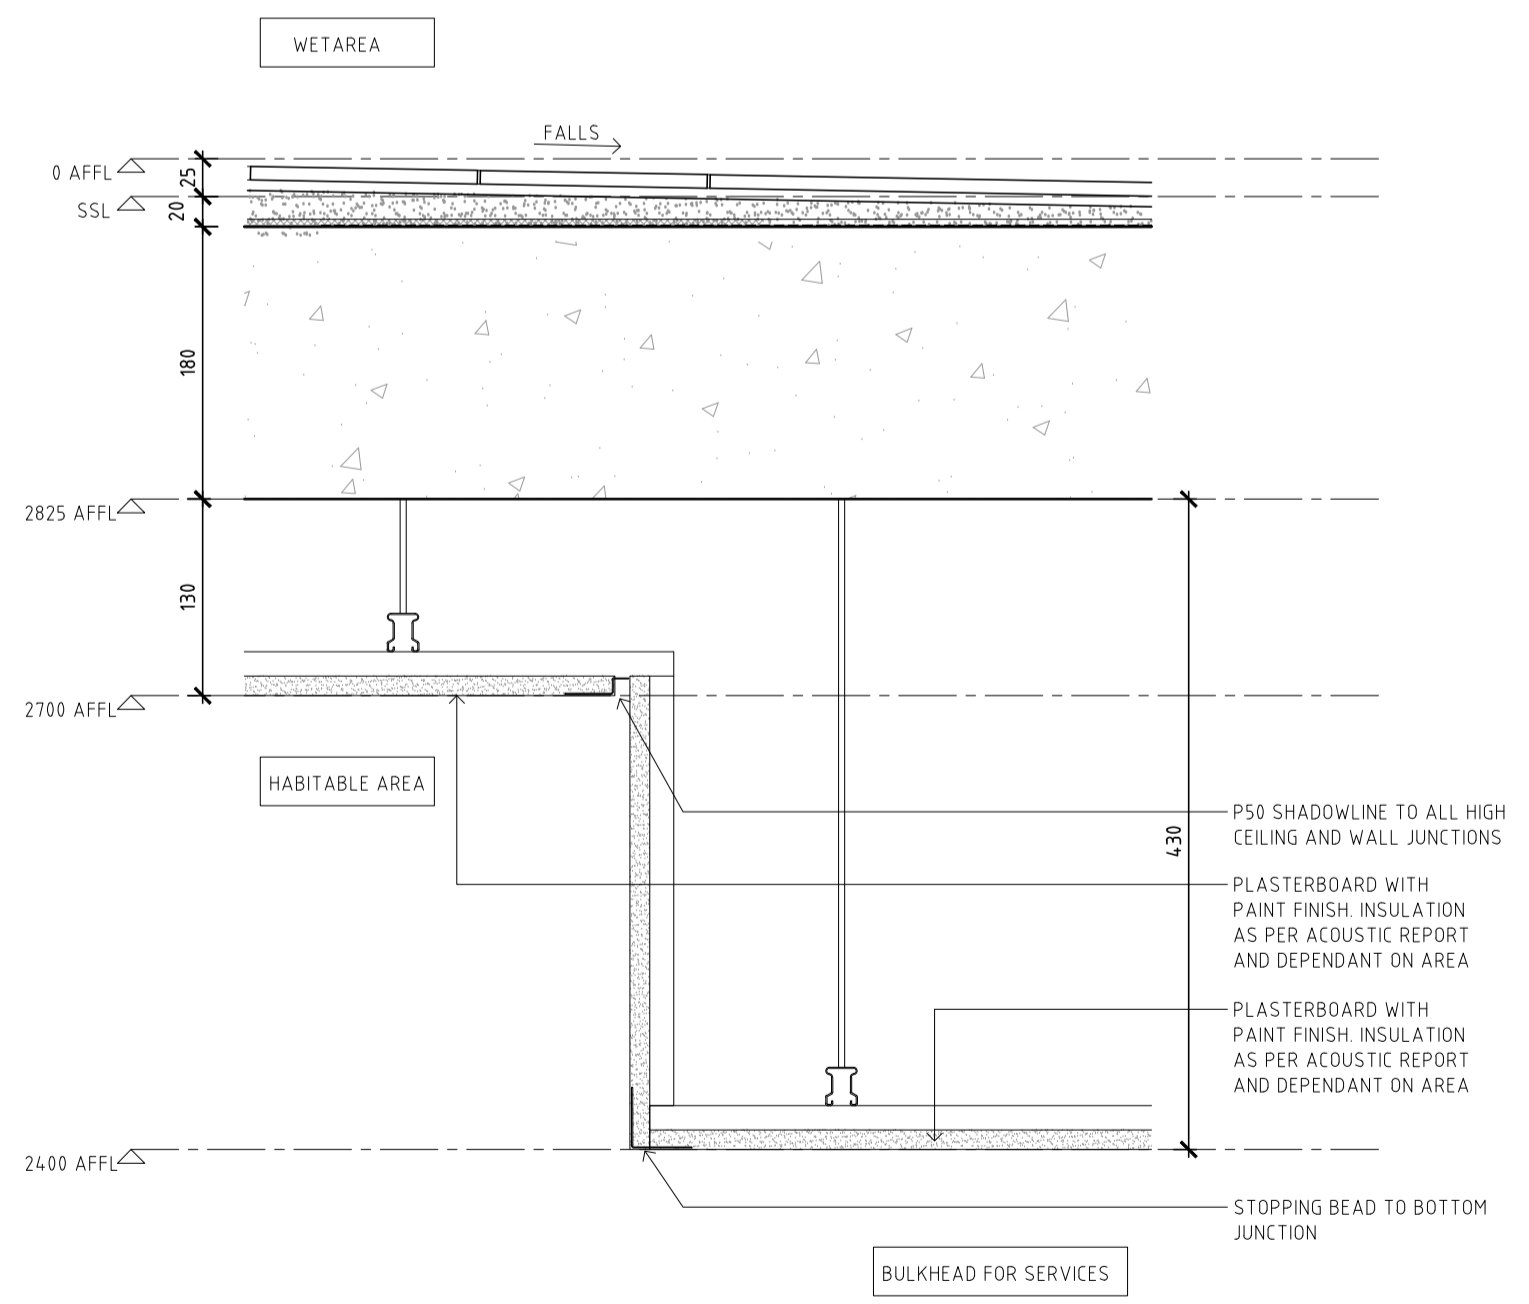 WETAREA
FALLS
0 AFFL
25
SSL
20
180
2825 AFFL
130
2700 AFFL
HABITABLE AREA
P50 SHADOWLINE TO ALL HIGH
CEILING AND WALL JUNCTIONS
430
PLASTERBOARD WITH
PAINT FINISH. INSULATION
AS PER ACOUSTIC REPORT
AND DEPENDANT ON AREA
PLASTERBOARD WITH
PAINT FINISH. INSULATION
AS PER ACOUSTIC REPORT
AND DEPENDANT ON AREA
2400 AFFL
STOPPING BEAD TO BOTTOM
JUNCTION
BULKHEAD FOR SERVICES